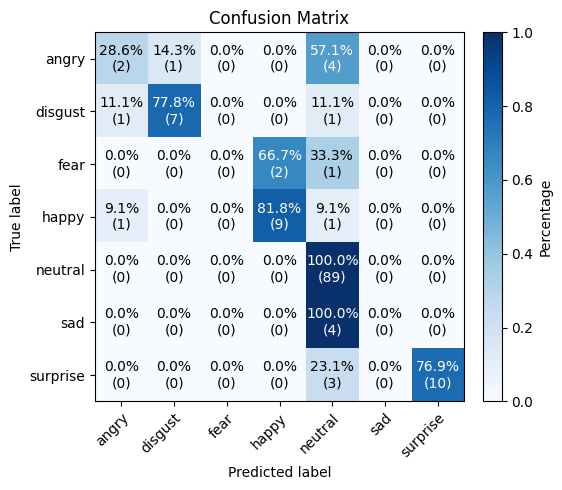 Confusion Matrix
angry 28.6% 14.3% 0.0% 0.0% 57.1% 0.0% 0.0%
(2) (1) (0) (0) (4) (0) (0)
disgust 11.1% 77.8% 0.0% 0.0% 11.1% 0.0% 0.0%
(1) (7) (0) (0) (1) (0) (0)
fear 0.0% 0.0% 0.0% 66.7% 33.3% 0.0% 0.0%
(0) (0) (0) (2) (1) (0) (0)
happy 9.1% 0.0% 0.0% 81.8% 9.1% 0.0% 0.0%
(1) (0) (0) (9) (1) (0) (0)
neutral 0.0% 0.0% 0.0% 0.0% 100.0% 0.0% 0.0%
(0) (0) (0) (0) (89) (0) (0)
sad 0.0% 0.0% 0.0% 0.0% 100.0% 0.0% 0.0%
(0) (0) (0) (0) (4) (0) (0)
surprise 0.0% 0.0% 0.0% 0.0% 23.1% 0.0% 76.9%
(0) (0) (0) (0) (3) (0) (10)
angry disgust fear happy neutral sad surprise
Predicted label
True label
1.0
0.8
0.6
0.4
0.2
0.0
Percentage